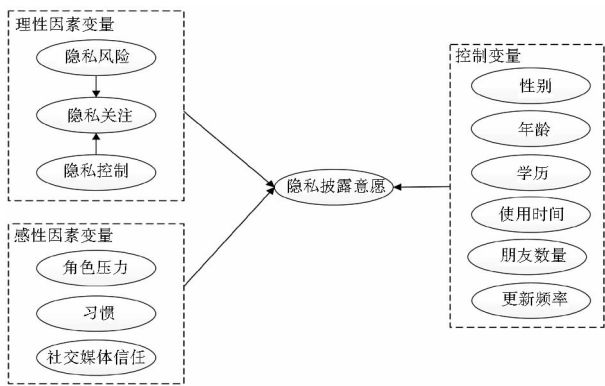 理性因素变量
隐私风险
隐私关注
隐私控制
感性因素变量
角色压力
习惯
社交媒体信任
隐私披露意愿
控制变量
性别
年龄
学历
使用时间
朋友数量
更新频率